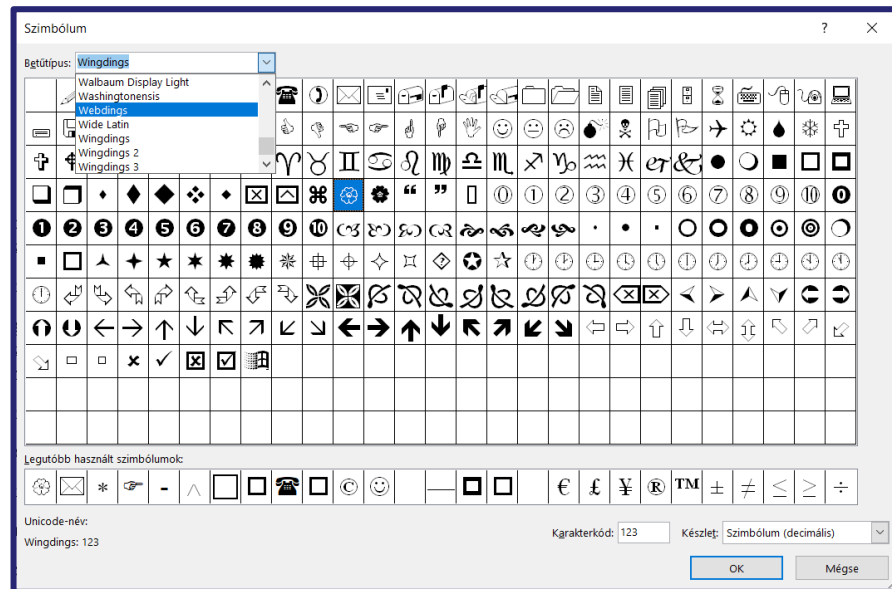 Szimbólum
?
Betűtípus: Wingdings
Walbaum Display Light
Washingtonensis
Webdings
Wide Latin
Wingdings
Wingdings 2
Wingdings 3
Legutóbb használt szimbólumok:
* - © € £ ¥ ® TM ± ≠ ≤ ≥ ÷
Unicode-név:
Karakterkód: 123 Készlet: Szimbólum (decimális)
Wingdings: 123
OK Mégse